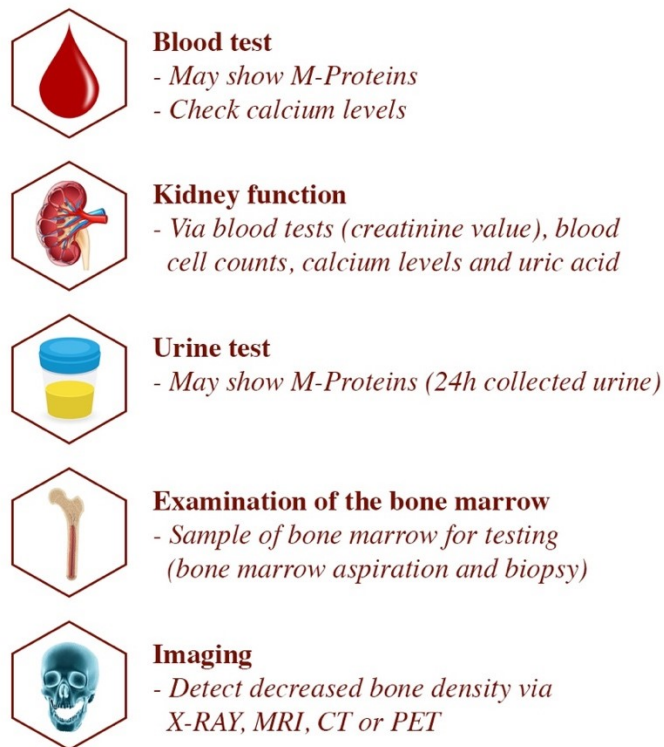 Blood test
- May show M-Proteins
- Check calcium levels
Kidney function
- Via blood tests (creatinine value), blood
cell counts, calcium levels and uric acid
Urine test
- May show M-Proteins (24h collected urine)
Examination of the bone marrow
- Sample of bone marrow for testing
(bone marrow aspiration and biopsy)
Imaging
- Detect decreased bone density via
X-RAY, MRI, CT or PET